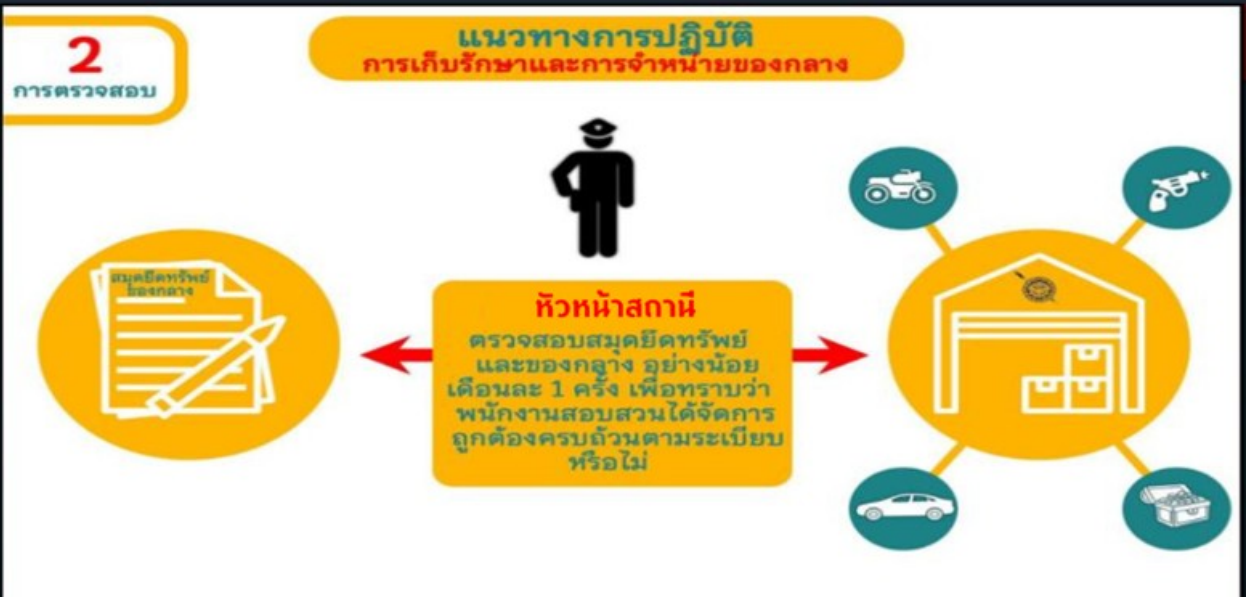 2
การตรวจสอบ
แนวทางการปฏิบัติ
การเก็บรักษาและการจำหน่ายของกลาง
สมุดยึดทรัพย์
ของกลาง
หัวหน้าสถานี
ตรวจสอบสมุดยึดทรัพย์
และของกลาง อย่างน้อย
เดือนละ 1 ครั้ง เพื่อทราบว่า
พนักงานสอบสวนได้จัดการ
ถูกต้องครบถ้วนตามระเบียบ
หรือไม่